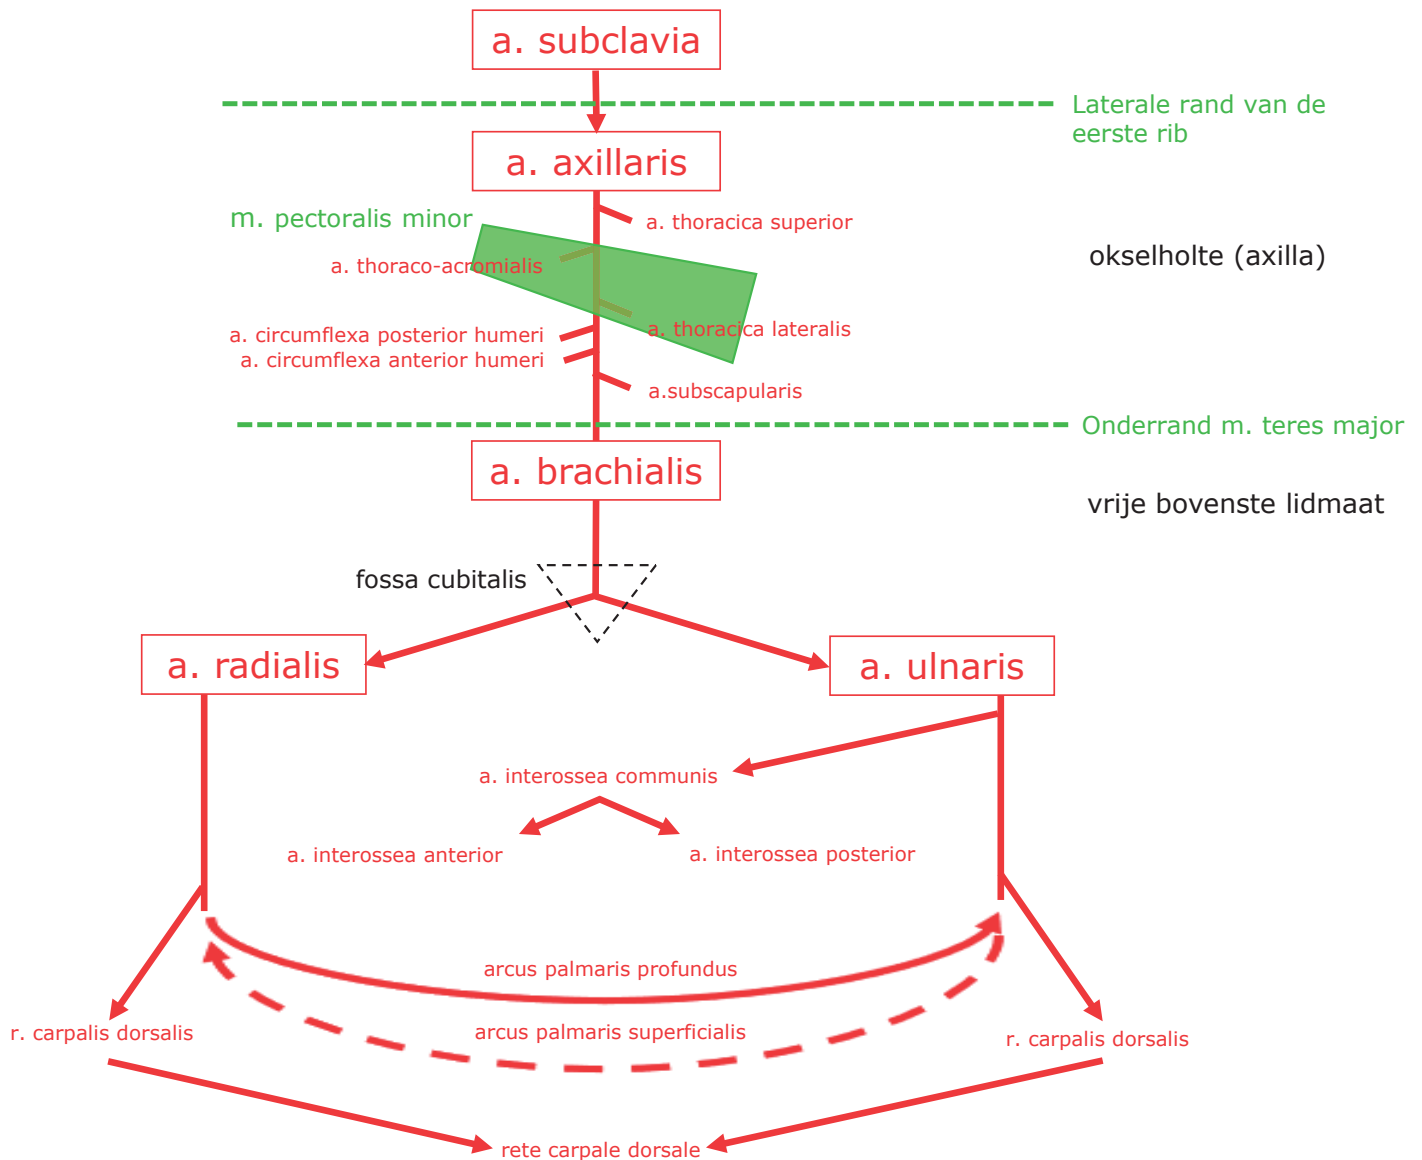 a. subclavia
Laterale rand van de
eerste rib
a. axillaris
m. pectoralis minor
a. thoracica superior
okselholte (axilla)
a. thoraco-acromialis
a. thoracica lateralis
a. circumflexa posterior humeri
a. circumflexa anterior humeri
a.subscapularis
Onderrand m. teres major
a. brachialis
vrije bovenste lidmaat
fossa cubitalis
a. radialis
a. ulnaris
a. interossea communis
a. interossea anterior
a. interossea posterior
arcus palmaris profundus
arcus palmaris superficialis
r. carpalis dorsalis
r. carpalis dorsalis
rete carpale dorsale